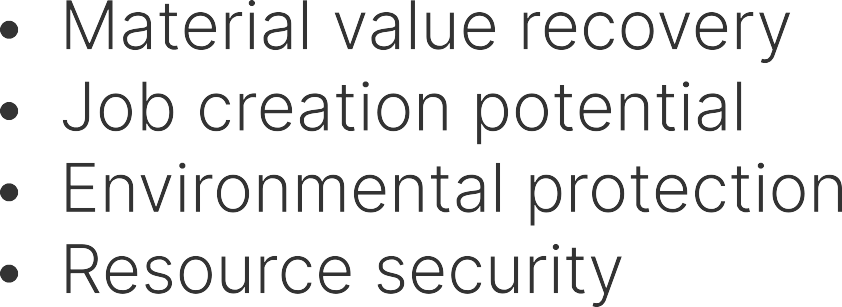 • Material value recovery
• Job creation potential
• Environmental protection
• Resource security